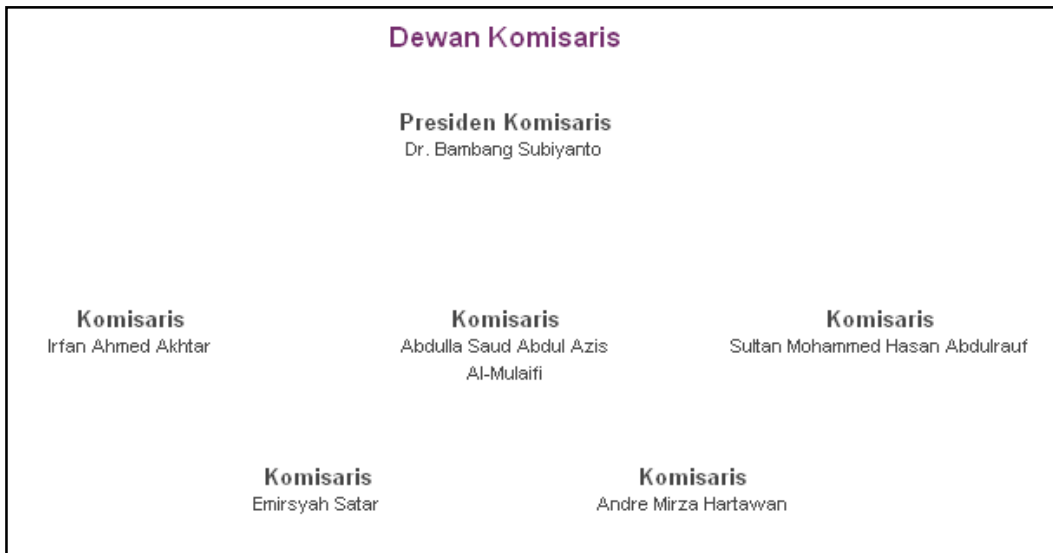 Dewan Komisaris
Presiden Komisaris
Dr. Bambang Subiyanto
Komisaris
Irfan Ahmed Akhtar
Komisaris
Abdulla Saud Abdul Azis
Al-Mulaifi
Komisaris
Sultan Mohammed Hasan Abdulrauf
Komisaris
Emirsyah Satar
Komisaris
Andre Mirza Hartawan